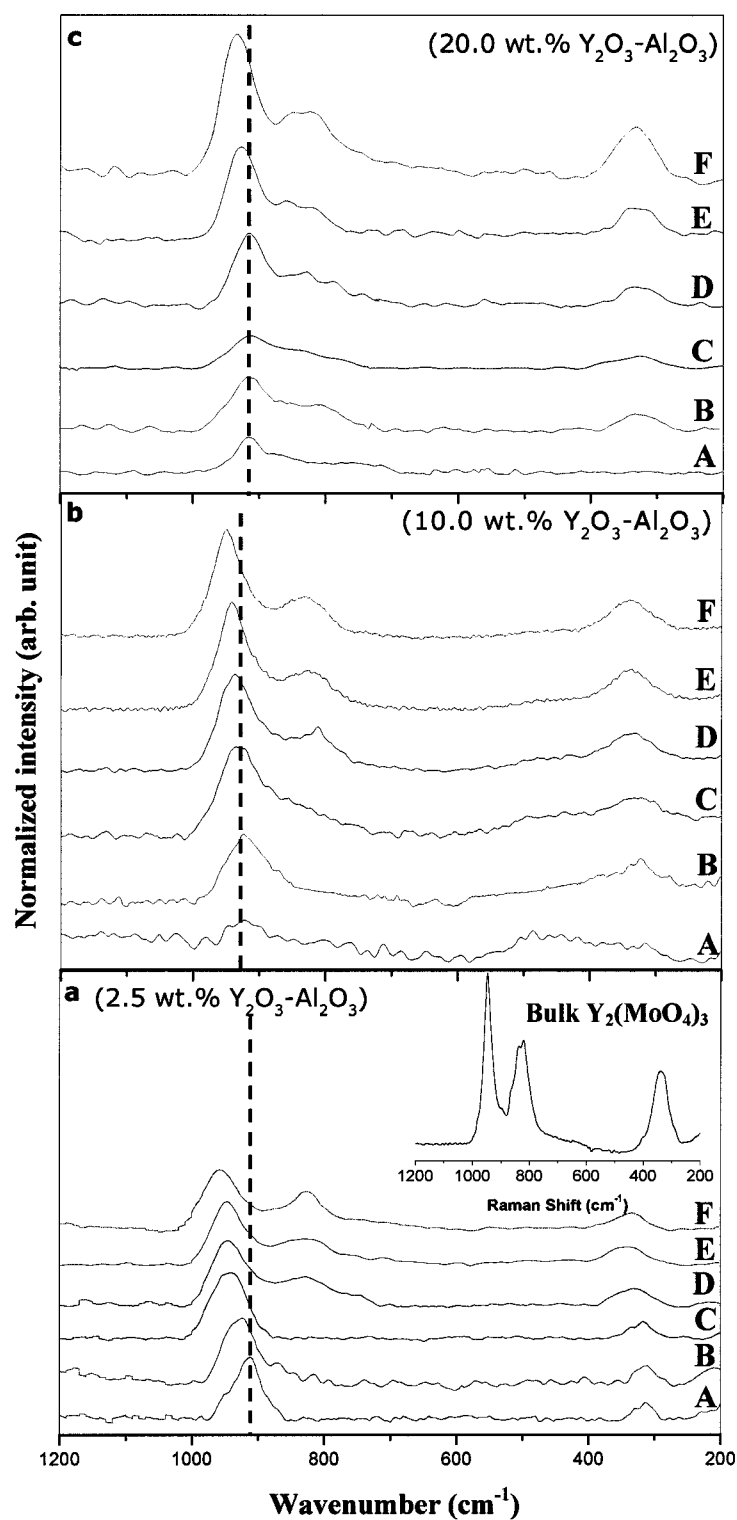 c
(20.0 wt.% Y₂O₃-Al₂O₃)
F
E
D
C
B
A
b
(10.0 wt.% Y₂O₃-Al₂O₃)
F
E
D
C
B
A
a (2.5 wt.% Y₂O₃-Al₂O₃)
Bulk Y₂(MoO₄)₃
1200 1000 800 600 400 200
Raman Shift (cm⁻¹)
F
E
D
C
B
A
1200 1000 800 600 400 200
Wavenumber (cm⁻¹)
Normalized intensity (arb. unit)